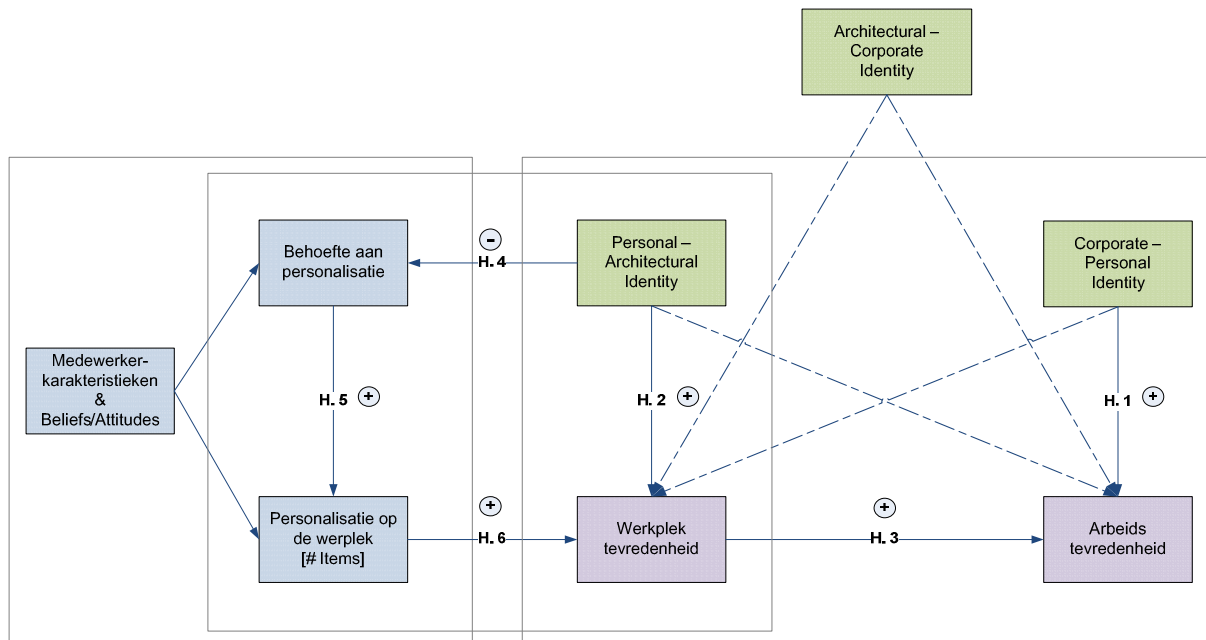 Architectural –
Corporate
Identity
Behoefte aan
personalisatie
-
H. 4
Personal –
Architectural
Identity
Corporate –
Personal
Identity
Medewerker-
karakteristieken
&
Beliefs/Attitudes
H. 5 +
H. 2 +
H. 1 +
Personalisatie op
de werplek
[# Items]
+
H. 6
Werkplek
tevredenheid
+
H. 3
Arbeids
tevredenheid